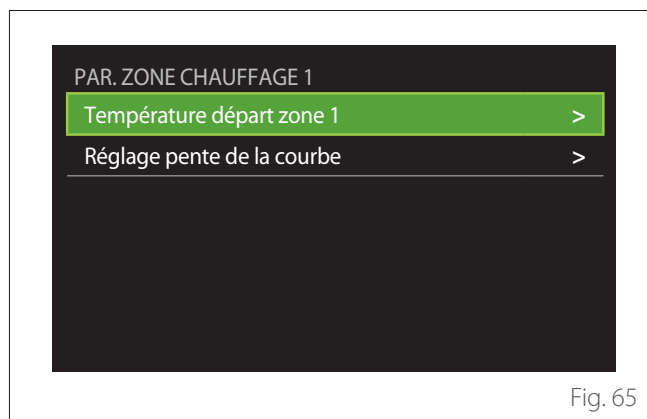 PAR. ZONE CHAUFFAGE 1
Température départ zone 1 >
Réglage pente de la courbe >
Fig. 65